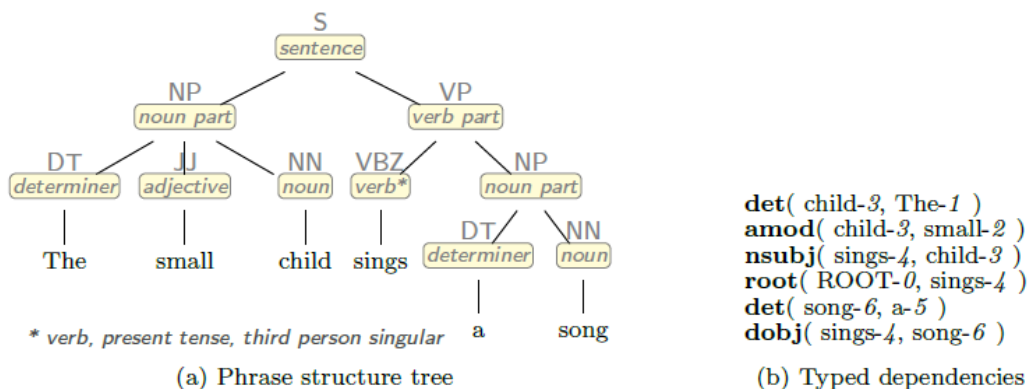 S
sentence
NP VP
noun part verb part
DT JJ NN VBZ NP
determiner adjective noun verb* noun part
DT NN
The small child sings determiner noun
a song
* verb, present tense, third person singular
(a) Phrase structure tree
det( child-3, The-1 )
amod( child-3, small-2 )
nsubj( sings-4, child-3 )
root( ROOT-0, sings-4 )
det( song-6, a-5 )
dobj( sings-4, song-6 )
(b) Typed dependencies